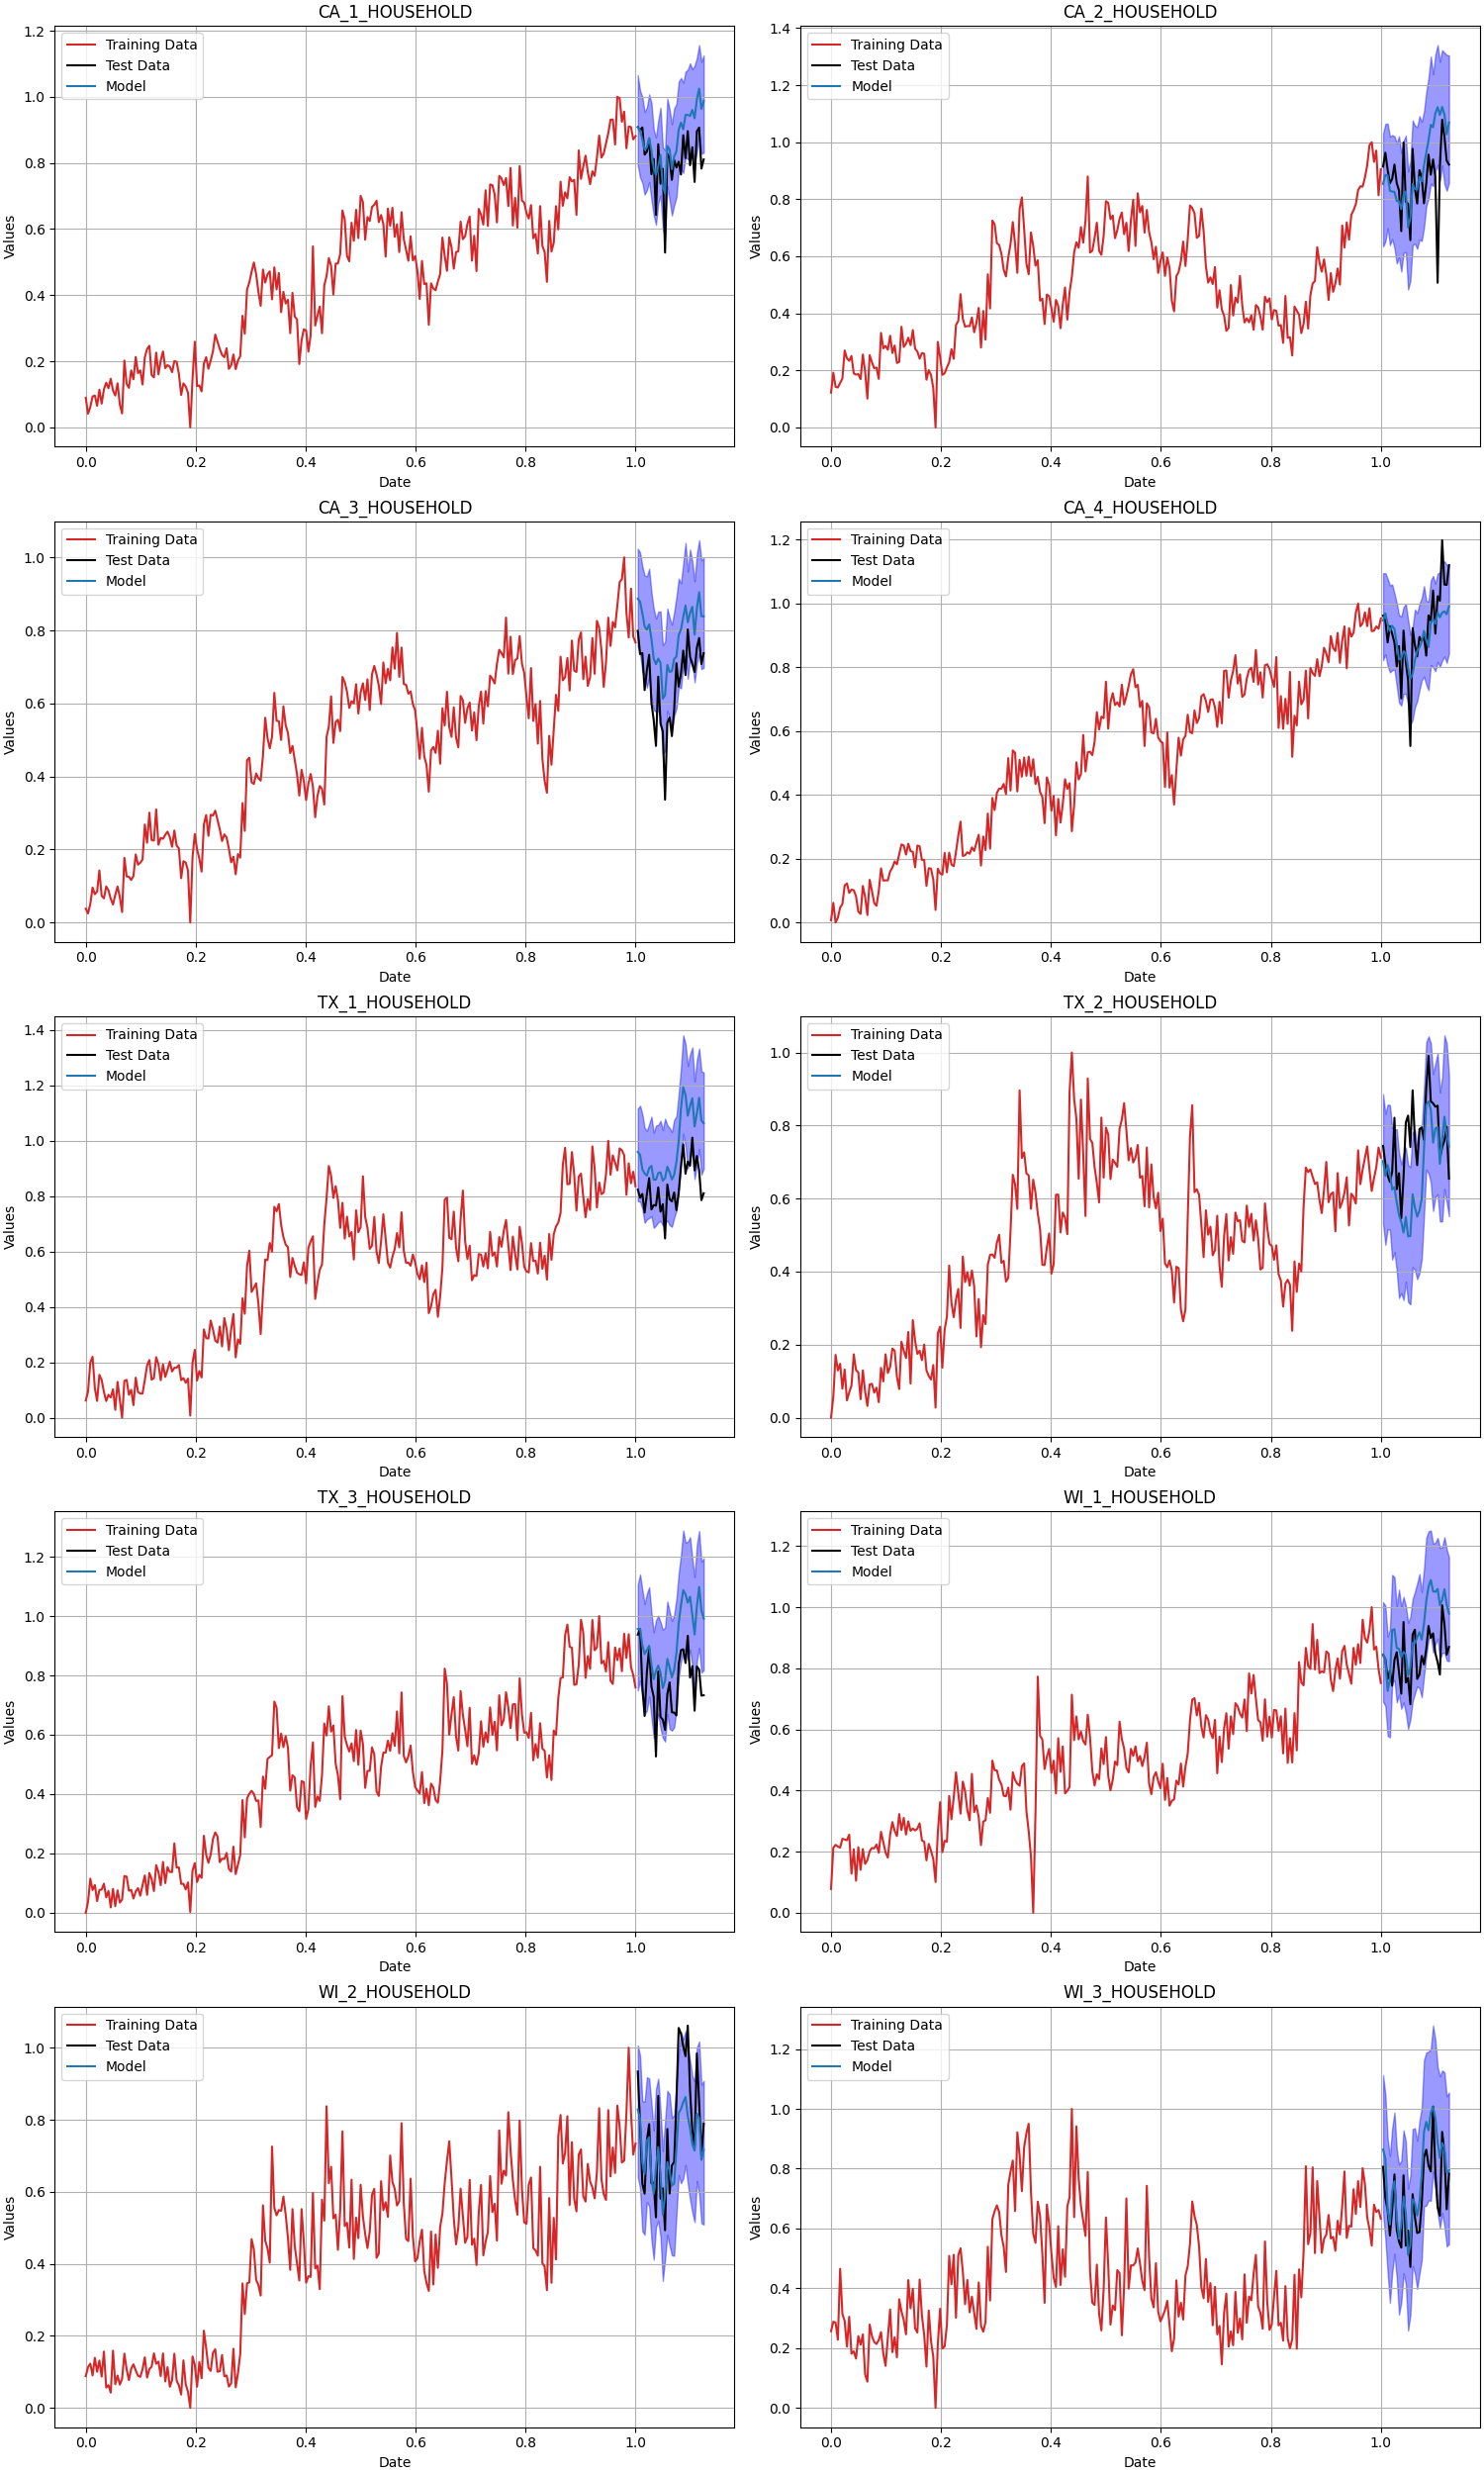 CA_1_HOUSEHOLD
Training Data
Test Data
Model
1.2
1.0
0.8
0.6
0.4
0.2
0.0
Values
0.0 0.2 0.4 0.6 0.8 1.0
Date
CA_2_HOUSEHOLD
Training Data
Test Data
Model
1.4
1.2
1.0
0.8
0.6
0.4
0.2
0.0
Values
0.0 0.2 0.4 0.6 0.8 1.0
Date
CA_3_HOUSEHOLD
Training Data
Test Data
Model
1.0
0.8
0.6
0.4
0.2
0.0
Values
0.0 0.2 0.4 0.6 0.8 1.0
Date
CA_4_HOUSEHOLD
Training Data
Test Data
Model
1.2
1.0
0.8
0.6
0.4
0.2
0.0
Values
0.0 0.2 0.4 0.6 0.8 1.0
Date
TX_1_HOUSEHOLD
Training Data
Test Data
Model
1.4
1.2
1.0
0.8
0.6
0.4
0.2
0.0
Values
0.0 0.2 0.4 0.6 0.8 1.0
Date
TX_2_HOUSEHOLD
Training Data
Test Data
Model
1.0
0.8
0.6
0.4
0.2
0.0
Values
0.0 0.2 0.4 0.6 0.8 1.0
Date
TX_3_HOUSEHOLD
Training Data
Test Data
Model
1.2
1.0
0.8
0.6
0.4
0.2
0.0
Values
0.0 0.2 0.4 0.6 0.8 1.0
Date
WI_1_HOUSEHOLD
Training Data
Test Data
Model
1.2
1.0
0.8
0.6
0.4
0.2
0.0
Values
0.0 0.2 0.4 0.6 0.8 1.0
Date
WI_2_HOUSEHOLD
Training Data
Test Data
Model
1.0
0.8
0.6
0.4
0.2
0.0
Values
0.0 0.2 0.4 0.6 0.8 1.0
Date
WI_3_HOUSEHOLD
Training Data
Test Data
Model
1.2
1.0
0.8
0.6
0.4
0.2
0.0
Values
0.0 0.2 0.4 0.6 0.8 1.0
Date